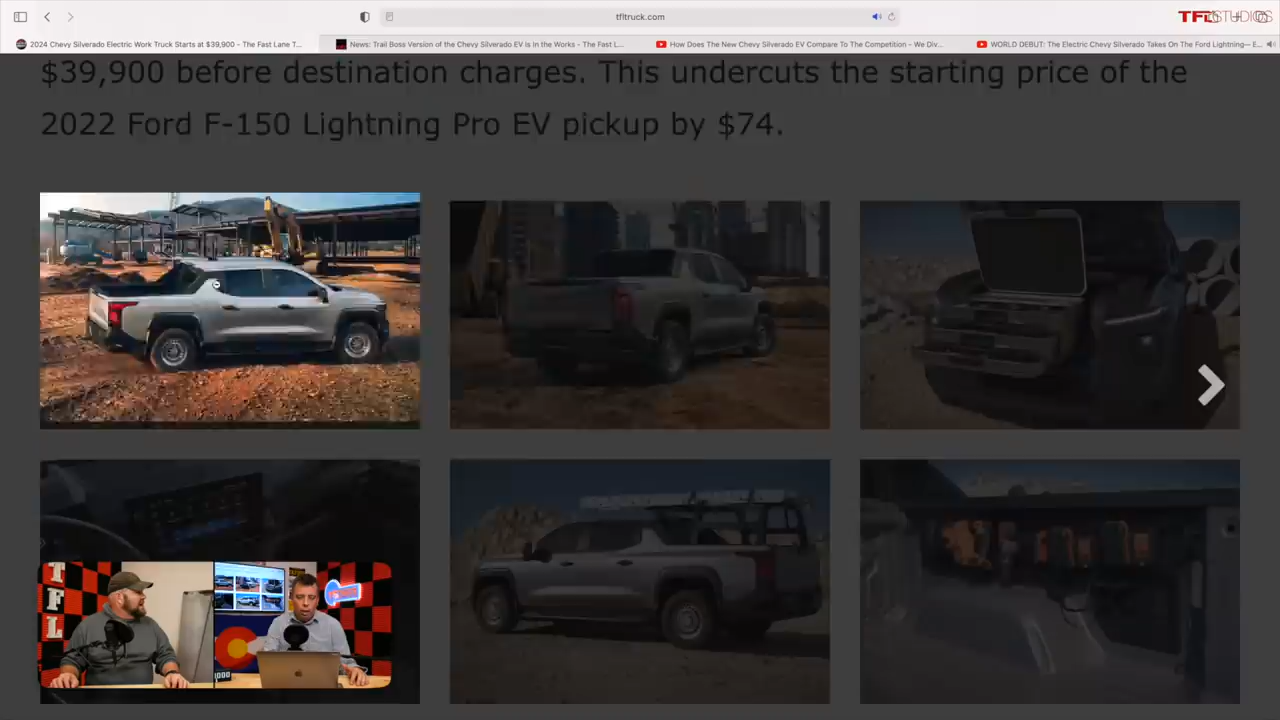 tfltruck.com
TFLSTUDIOS
2024 Chevy Silverado Electric Work Truck Starts at $39,900 - The Fast Lane T...
News: Trail Boss Version of the Chevy Silverado EV Is In the Works - The Fast L...
How Does The New Chevy Silverado EV Compare To The Competition - We Div...
WORLD DEBUT: The Electric Chevy Silverado Takes On The Ford Lightning— E...
$39,900 before destination charges. This undercuts the starting price of the
2022 Ford F-150 Lightning Pro EV pickup by $74.
TFL